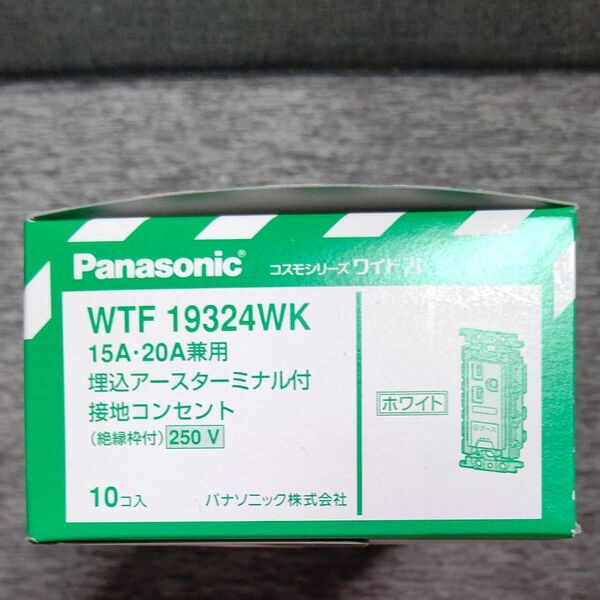 Panasonic® コスモシリーズ ワイド21
WTF 19324WK
15A・20A兼用
埋込アースターミナル付
接地コンセント
ホワイト
(絶縁枠付) 250 V
10コ入 パナソニック株式会社
アース